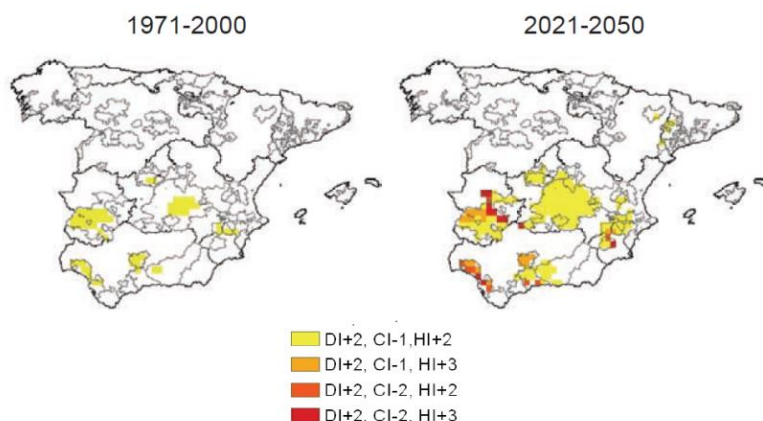 1971-2000
2021-2050
DI+2, CI-1,HI+2
DI+2, CI-1, HI+3
DI+2, CI-2, HI+2
DI+2, CI-2, HI+3